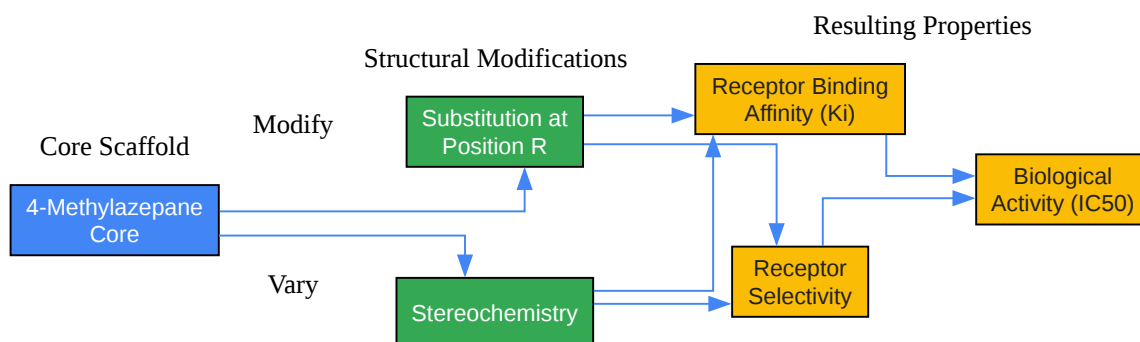 Resulting Properties
Structural Modifications
Receptor Binding
Affinity (Ki)
Substitution at
Position R
Modify
Core Scaffold
Biological
Activity (IC50)
4-Methylazepane
Core
Receptor
Selectivity
Vary
Stereochemistry